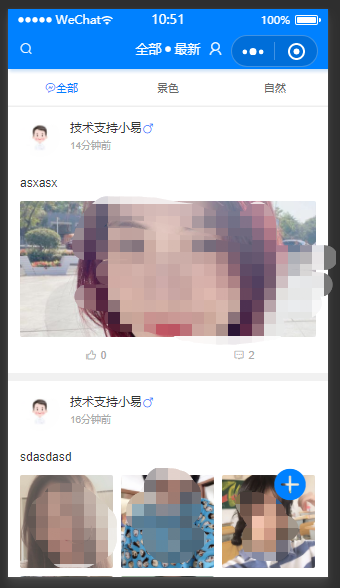 WeChat 10:51 100%
全部 最新
全部 景色 自然
技术支持小易
14分钟前
asxasx
0 2
技术支持小易
16分钟前
sdasdasd